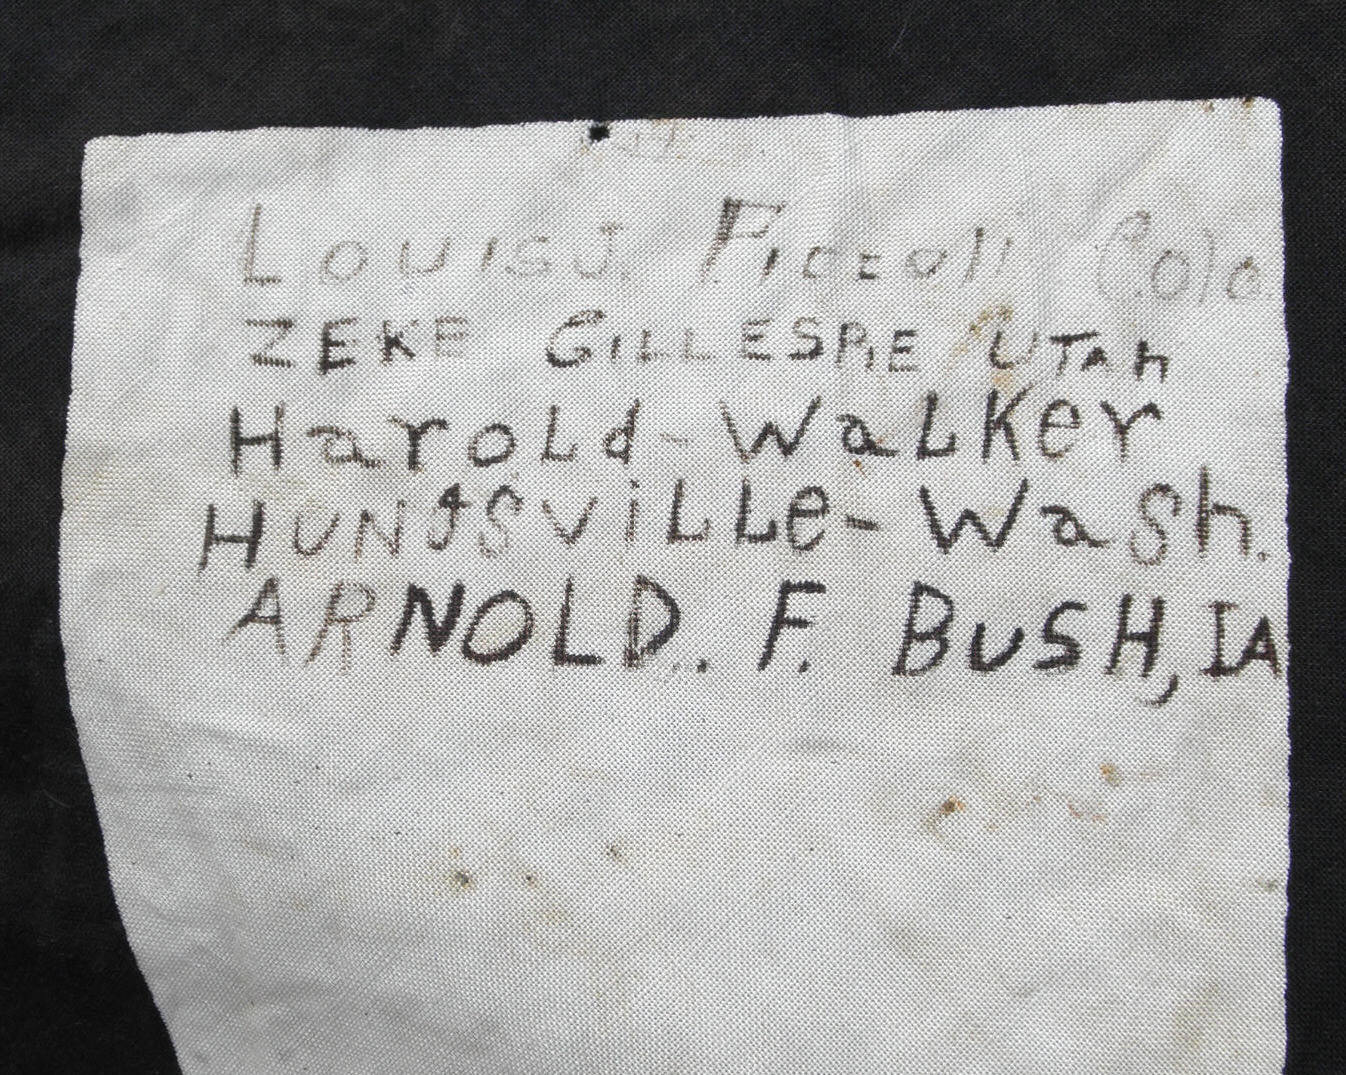 LOUIS J. Ficeoli Colo.
ZEKE GILLESPIE UTAH
HaroLd - WaLKer
HUNtSViLLe - WaSh.
ARNOLD. F. BUSH, IA